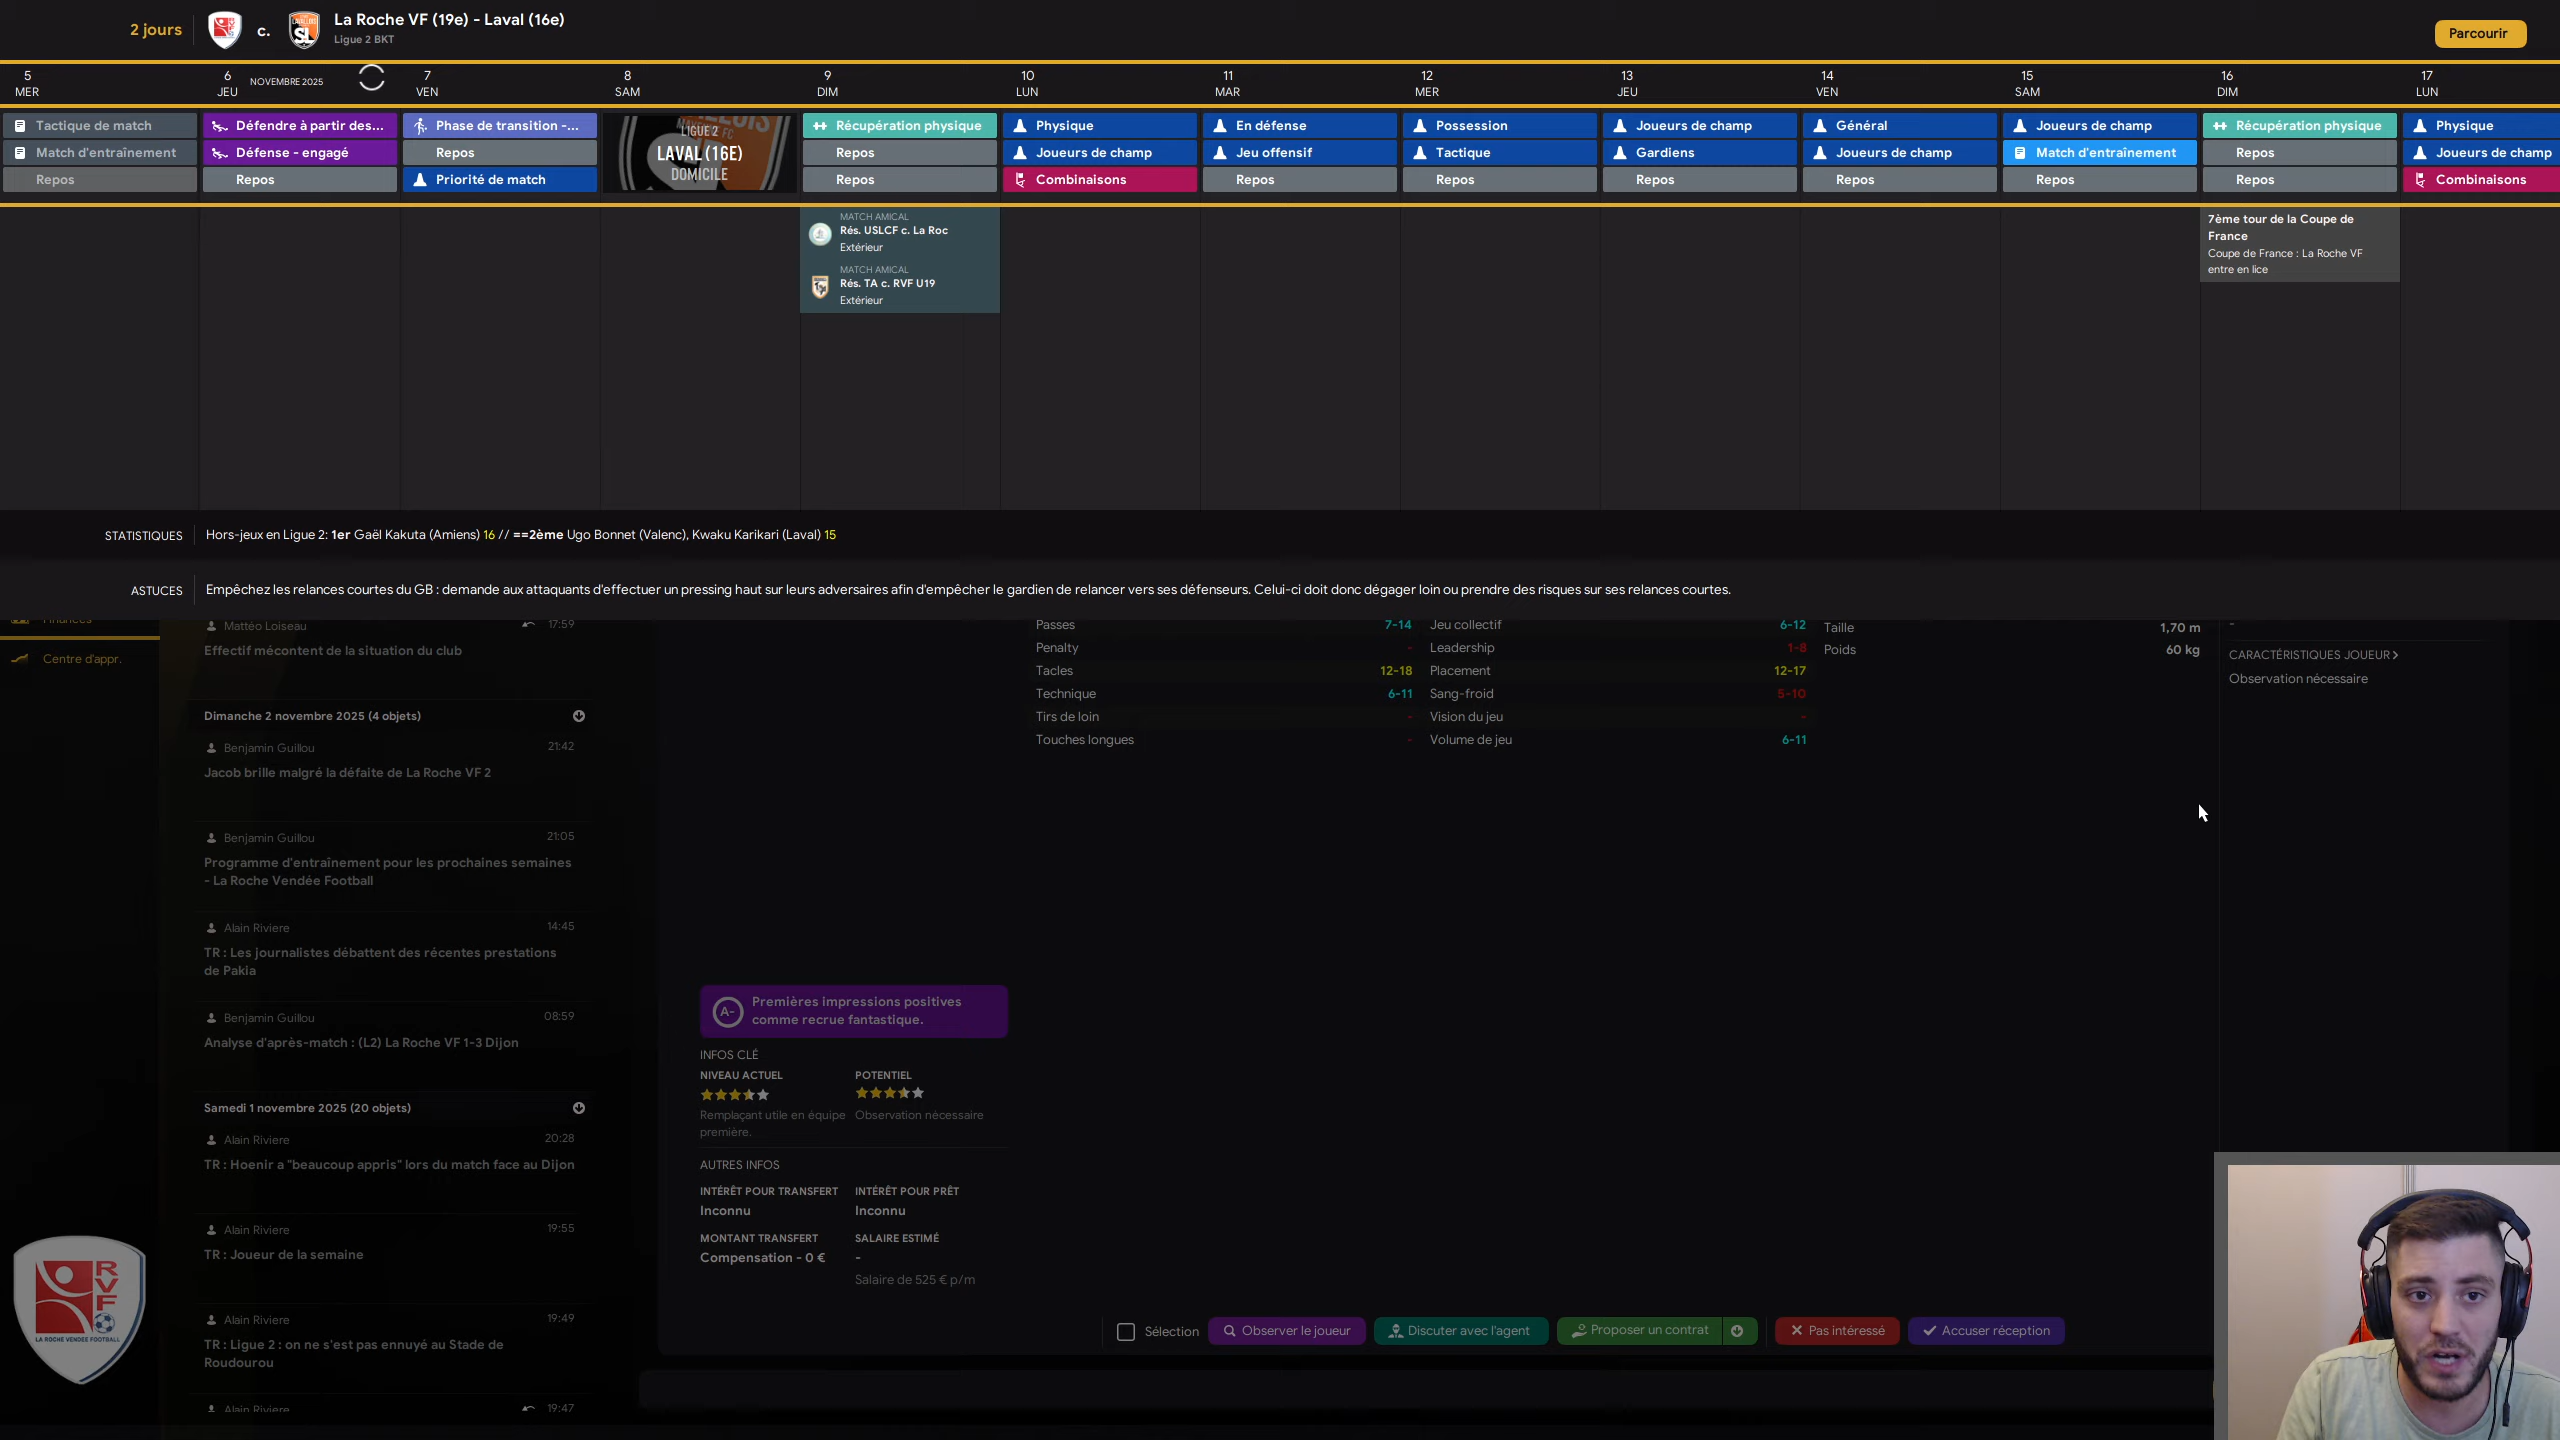 2 jours
c.
La Roche VF (19e) - Laval (16e)
Ligue 2 BKT
Parcourir
5
MER
6
JEU
NOVEMBRE 2025
7
VEN
8
SAM
9
DIM
10
LUN
11
MAR
12
MER
13
JEU
14
VEN
15
SAM
16
DIM
17
LUN
Tactique de match
Match d'entraînement
Repos
Défendre à partir des...
Défense - engagé
Repos
Phase de transition -...
Repos
Priorité de match
LIGUE 2
LAVAL (16E)
DOMICILE
Récupération physique
Repos
Repos
Physique
Joueurs de champ
Combinaisons
En défense
Jeu offensif
Repos
Possession
Tactique
Repos
Joueurs de champ
Gardiens
Repos
Général
Joueurs de champ
Repos
Joueurs de champ
Match d'entraînement
Repos
Récupération physique
Repos
Repos
Physique
Joueurs de champ
Combinaisons
MATCH AMICAL
Rés. USLCF c. La Roc
Extérieur
MATCH AMICAL
Rés. TA c. RVF U19
Extérieur
7ème tour de la Coupe de
France
Coupe de France : La Roche VF
entre en lice
STATISTIQUES
Hors-jeux en Ligue 2: 1er Gaël Kakuta (Amiens) 16 // ==2ème Ugo Bonnet (Valenc), Kwaku Karikari (Laval) 15
ASTUCES
Empêchez les relances courtes du GB : demande aux attaquants d'effectuer un pressing haut sur leurs adversaires afin d'empêcher le gardien de relancer vers ses défenseurs. Celui-ci doit donc dégager loin ou prendre des risques sur ses relances courtes.
Finances
Centre d'appr.
Mattéo Loiseau 17:59
Effectif mécontent de la situation du club
Dimanche 2 novembre 2025 (4 objets)
Benjamin Guillou 21:42
Jacob brille malgré la défaite de La Roche VF 2
Benjamin Guillou 21:05
Programme d'entraînement pour les prochaines semaines
- La Roche Vendée Football
Alain Riviere 14:45
TR : Les journalistes débattent des récentes prestations
de Pakia
Benjamin Guillou 08:59
Analyse d'après-match : (L2) La Roche VF 1-3 Dijon
Samedi 1 novembre 2025 (20 objets)
Alain Riviere 20:28
TR : Hoenir a "beaucoup appris" lors du match face au Dijon
Alain Riviere 19:55
TR : Joueur de la semaine
Alain Riviere 19:49
TR : Ligue 2 : on ne s'est pas ennuyé au Stade de
Roudourou
Alain Riviere 19:47
Passes 7-14
Penalty -
Tacles 12-18
Technique 6-11
Tirs de loin -
Touches longues -
Jeu collectif 6-12
Leadership 1-8
Placement 12-17
Sang-froid 5-10
Vision du jeu -
Volume de jeu 6-11
Taille 1,70 m
Poids 60 kg
-
CARACTÉRISTIQUES JOUEUR
Observation nécessaire
A-
Premières impressions positives
comme recrue fantastique.
INFOS CLÉ
NIVEAU ACTUEL
Remplaçant utile en équipe
première.
POTENTIEL
Observation nécessaire
AUTRES INFOS
INTÉRÊT POUR TRANSFERT
Inconnu
INTÉRÊT POUR PRÊT
Inconnu
MONTANT TRANSFERT
Compensation - 0 €
SALAIRE ESTIMÉ
-
Salaire de 525 € p/m
Sélection
Observer le joueur
Discuter avec l'agent
Proposer un contrat
Pas intéressé
Accuser réception
RVF
LA ROCHE VENDÉE FOOTBALL